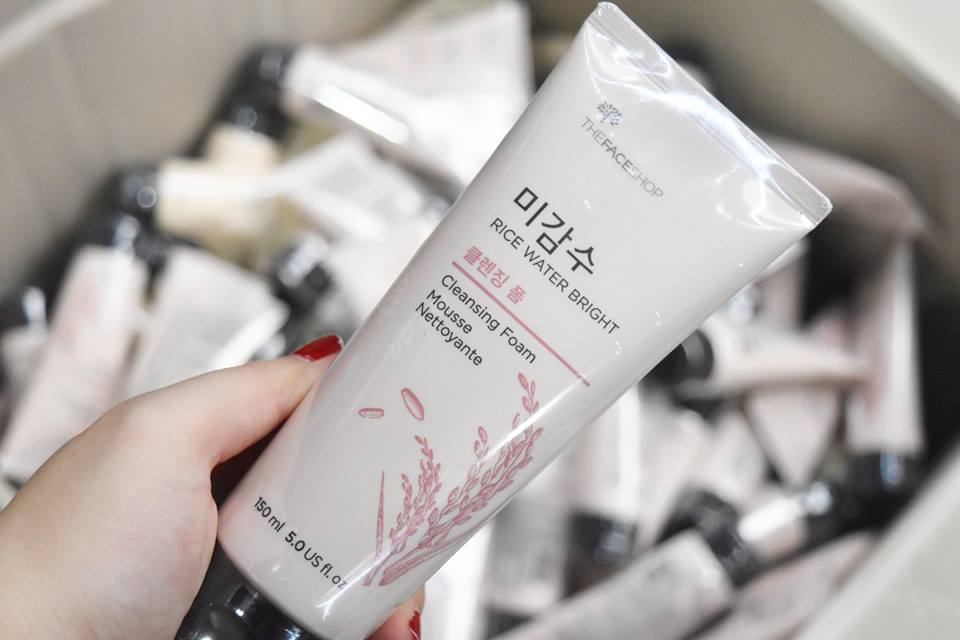 THEFACESHOP
미감수
RICE WATER BRIGHT
클렌징 폼
Cleansing Foam
Mousse
Nettoyante
150 ml 5.0 US fl. oz